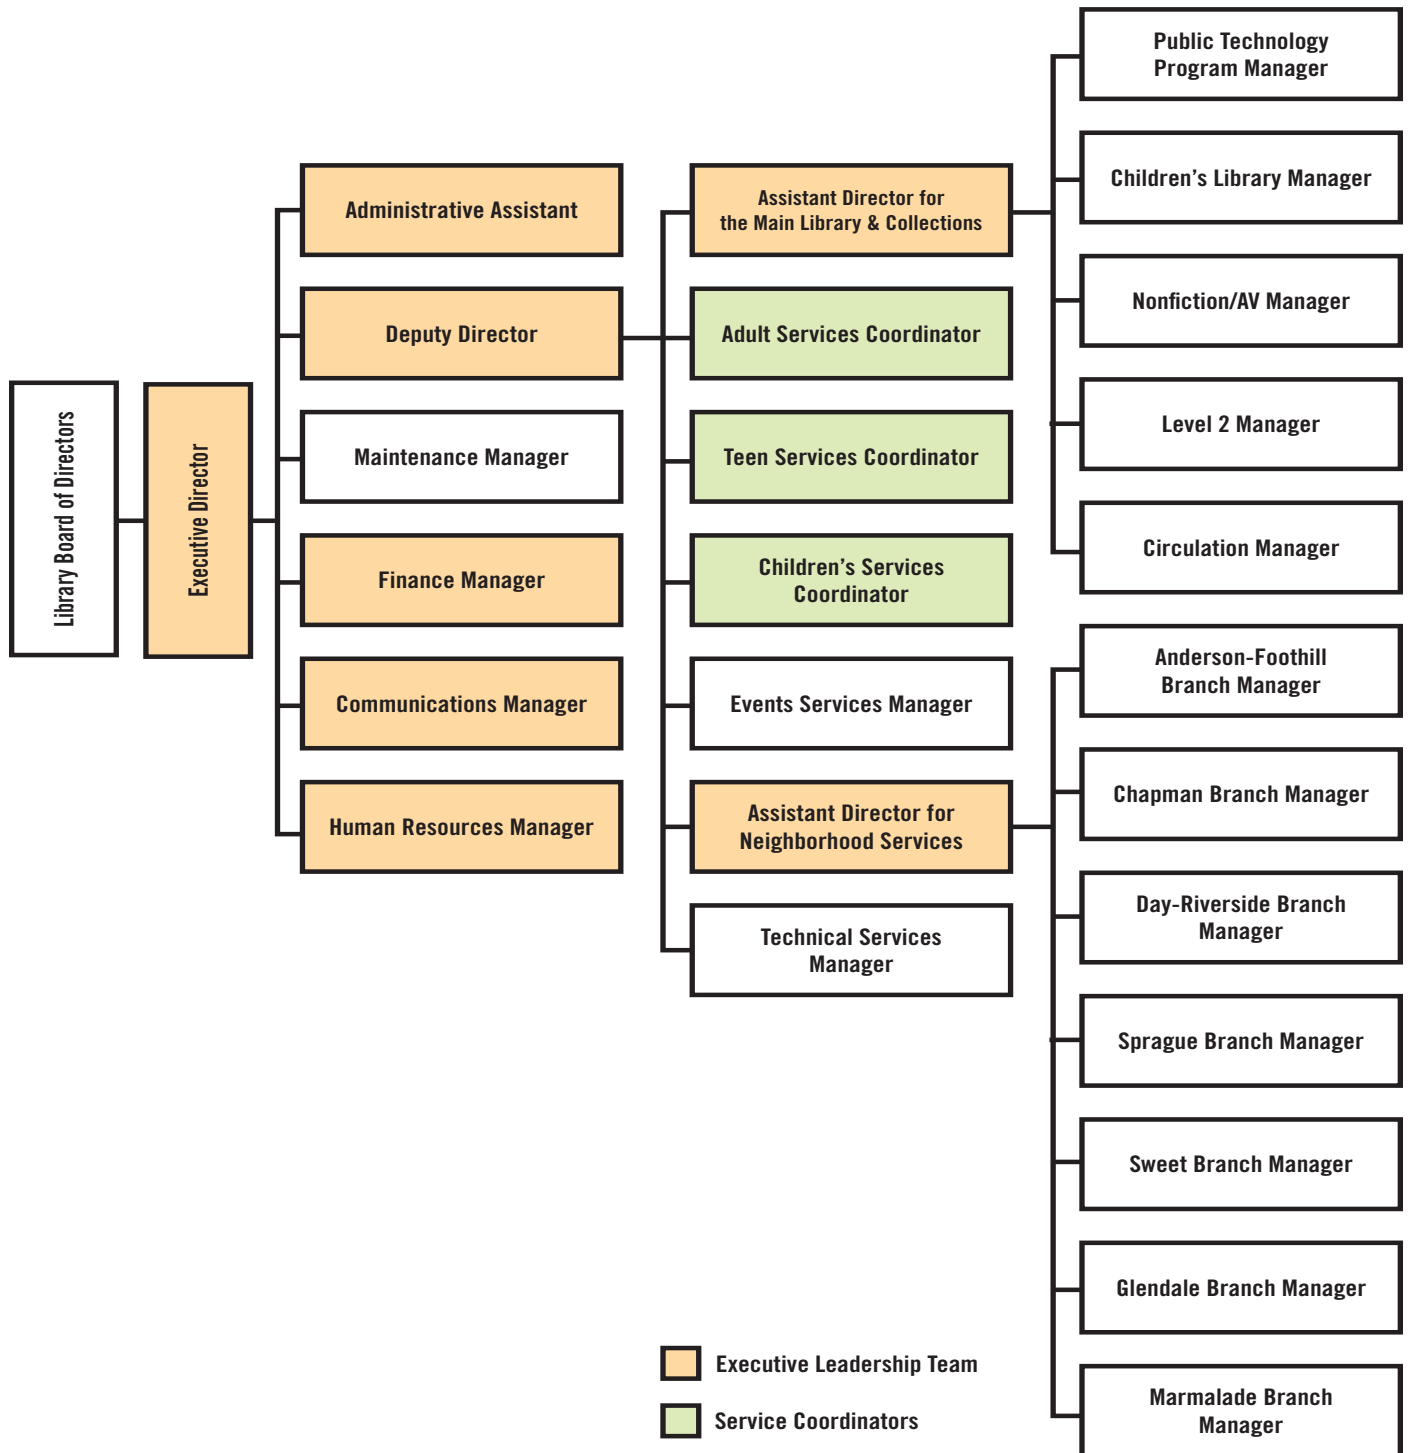 Library Board of Directors
Executive Director
Administrative Assistant
Deputy Director
Maintenance Manager
Finance Manager
Communications Manager
Human Resources Manager
Assistant Director for
the Main Library & Collections
Adult Services Coordinator
Teen Services Coordinator
Children’s Services
Coordinator
Events Services Manager
Assistant Director for
Neighborhood Services
Technical Services
Manager
Public Technology
Program Manager
Children’s Library Manager
Nonfiction/AV Manager
Level 2 Manager
Circulation Manager
Anderson-Foothill
Branch Manager
Chapman Branch Manager
Day-Riverside Branch
Manager
Sprague Branch Manager
Sweet Branch Manager
Glendale Branch Manager
Marmalade Branch
Manager
Executive Leadership Team
Service Coordinators